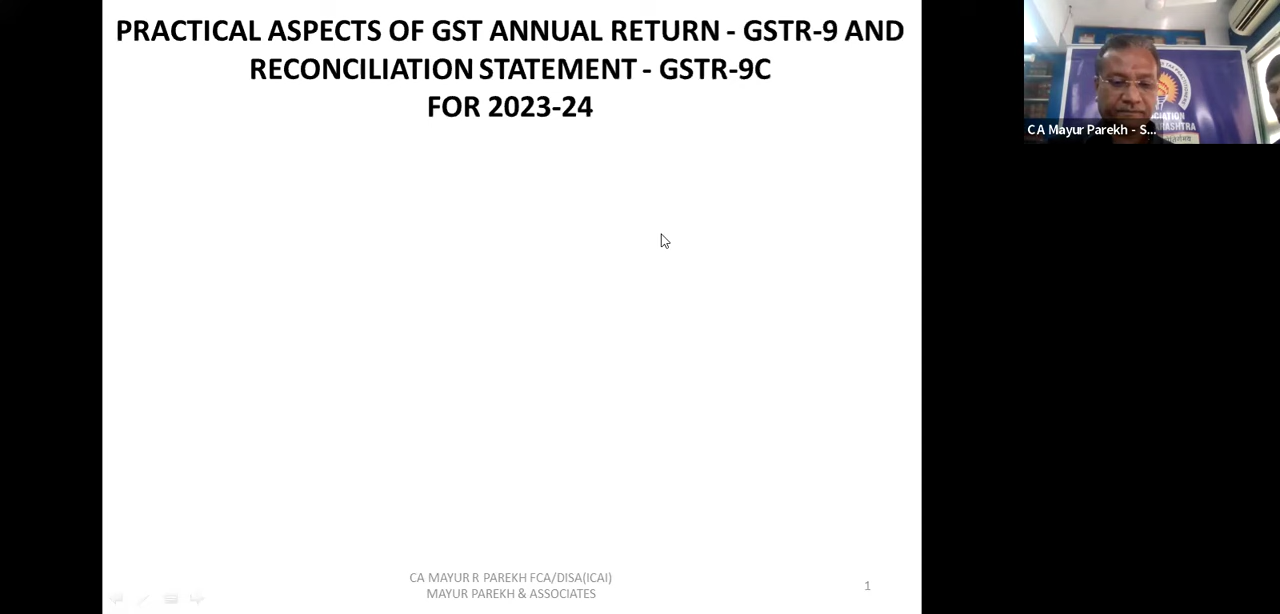 PRACTICAL ASPECTS OF GST ANNUAL RETURN - GSTR-9 AND
RECONCILIATION STATEMENT - GSTR-9C
FOR 2023-24
CA MAYUR R PAREKH FCA/DISA(ICAI)
MAYUR PAREKH & ASSOCIATES
1
CA Mayur Parekh - S...